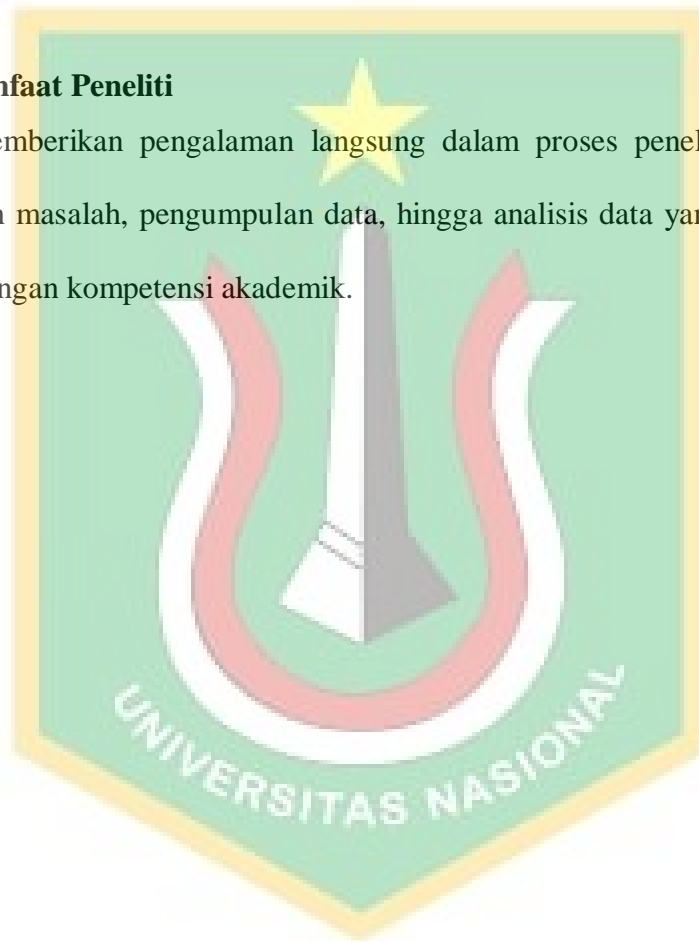 nfaat Peneliti
emberikan pengalaman langsung dalam proses penel
n masalah, pengumpulan data, hingga analisis data yan
ngan kompetensi akademik.
UNIVERSITAS NASIONAL